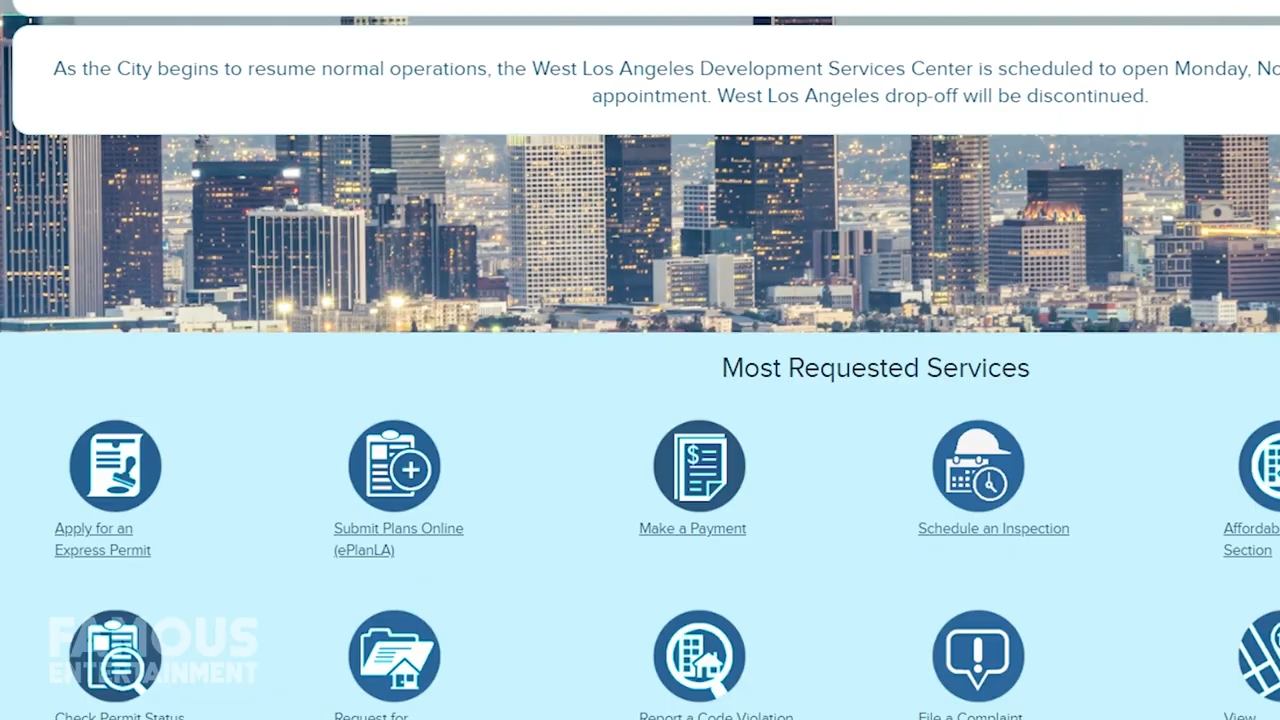 As the City begins to resume normal operations, the West Los Angeles Development Services Center is scheduled to open Monday,
appointment. West Los Angeles drop-off will be discontinued.
Most Requested Services
Apply for an
Express Permit
Submit Plans Online
(ePlanLA)
Make a Payment
Schedule an Inspection
Section
FAMOUS
ENTERTAINMENT
Check Permit Status
Request for
Report a Code Violation
File a Complaint
View